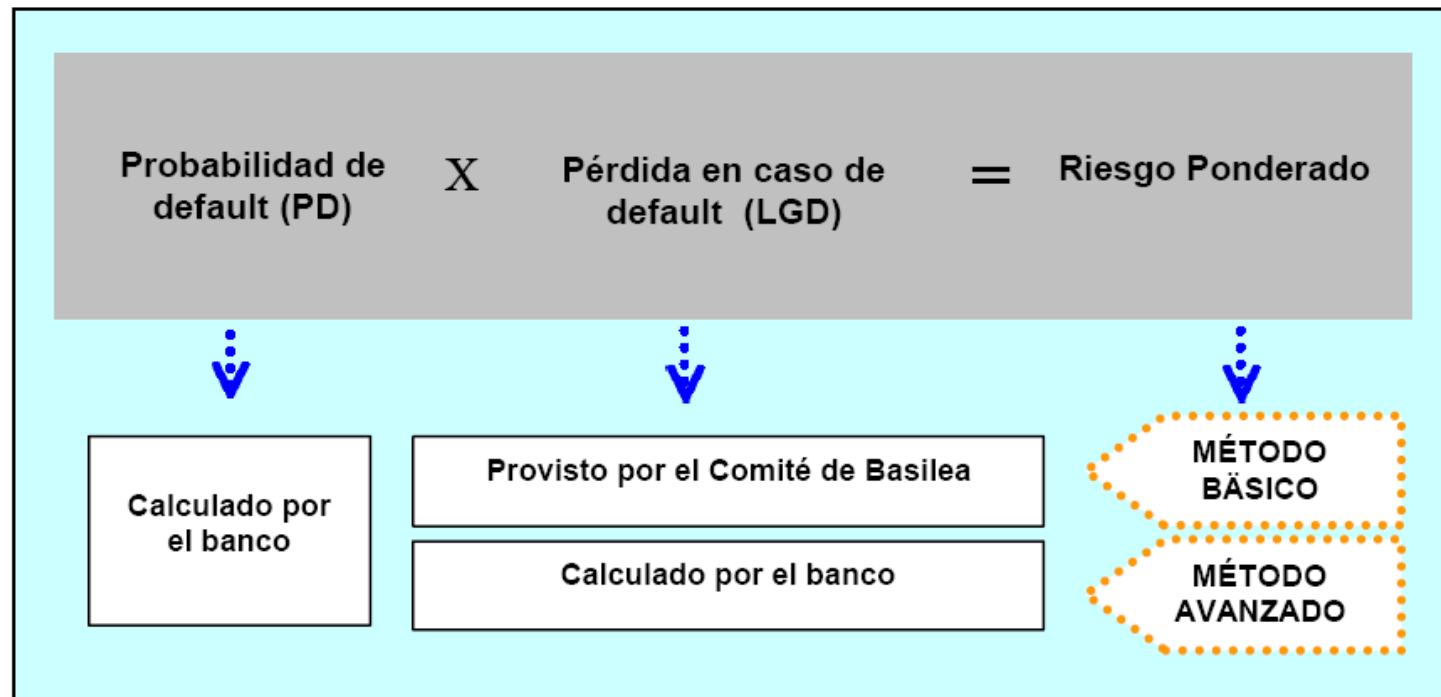 Probabilidad de
default (PD)
X
Pérdida en caso de
default (LGD)
=
Riesgo Ponderado
Calculado por
el banco
Provisto por el Comité de Basilea
Calculado por el banco
MÉTODO
BÄSICO
MÉTODO
AVANZADO